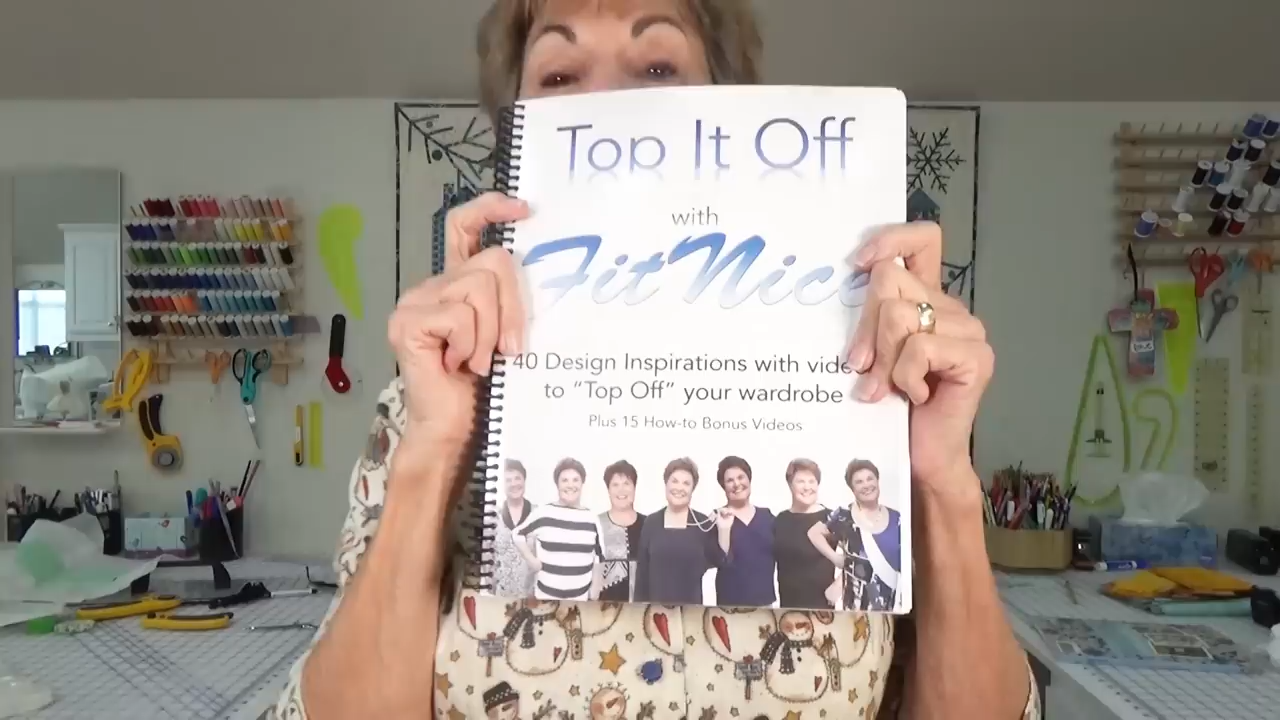 Top It Off
with
FitNice
40 Design Inspirations with vide
to "Top Off" your wardrobe
Plus 15 How-to Bonus Videos